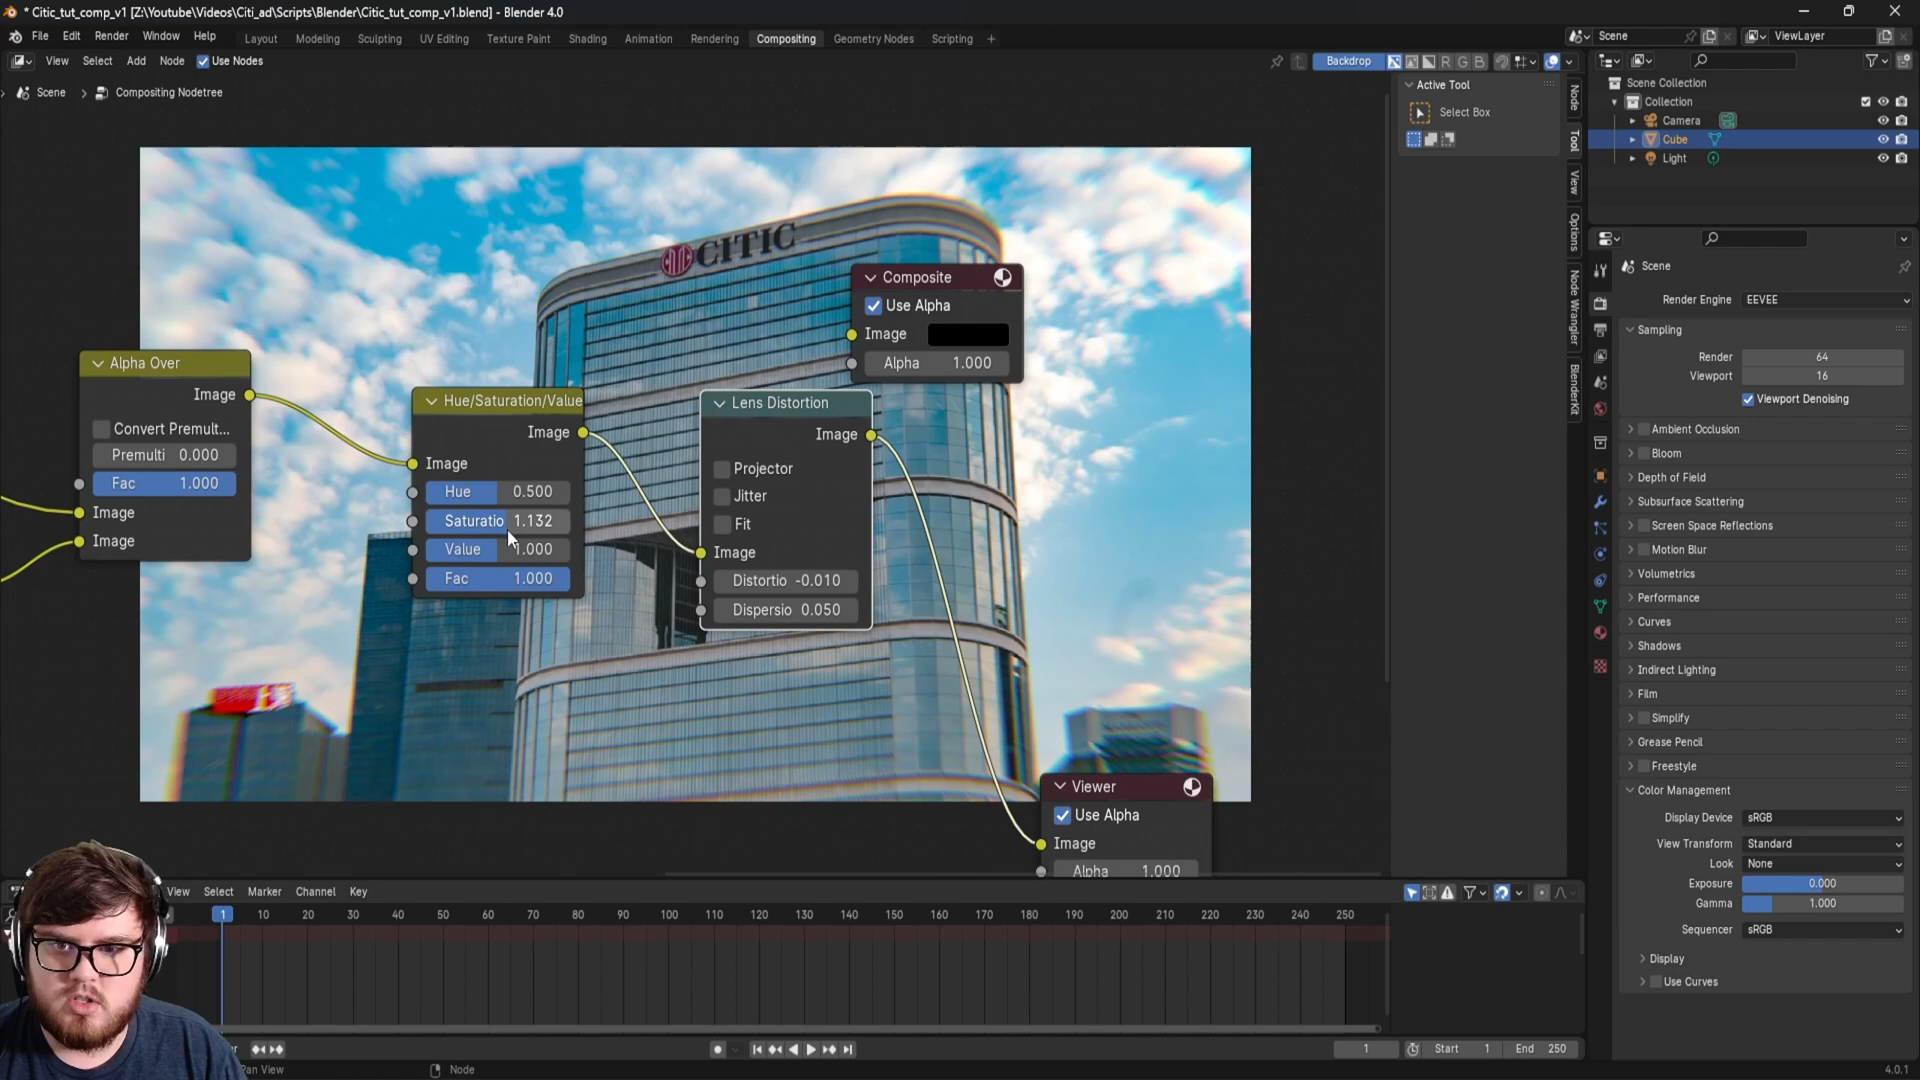 * Citic_tut_comp_v1 [Z:\Youtube\Videos\Citi_ad\Scripts\Blender\Citic_tut_comp_v1.blend] - Blender 4.0
File Edit Render Window Help Layout Modeling Sculpting UV Editing Texture Paint Shading Animation Rendering Compositing Geometry Nodes Scripting + Scene ViewLayer
View Select Add Node Use Nodes Backdrop R G B
Scene > Compositing Nodetree
Active Tool
Select Box
Node
Tool
View
Options
Node Wrangler
BlenderKit
Scene Collection
Collection
Camera
Cube
Light
CITIC
Composite
Use Alpha
Image
Alpha 1.000
Alpha Over
Image
Convert Premult...
Premulti 0.000
Fac 1.000
Image
Image
Hue/Saturation/Value
Image
Image
Hue 0.500
Saturatio 1.132
Value 1.000
Fac 1.000
Lens Distortion
Image
Projector
Jitter
Fit
Image
Distortio -0.010
Dispersio 0.050
Viewer
Use Alpha
Image
Alpha 1.000
Scene
Render Engine EEVEE
Sampling
Render 64
Viewport 16
Viewport Denoising
Ambient Occlusion
Bloom
Depth of Field
Subsurface Scattering
Screen Space Reflections
Motion Blur
Volumetrics
Performance
Curves
Shadows
Indirect Lighting
Film
Simplify
Grease Pencil
Freestyle
Color Management
Display Device sRGB
View Transform Standard
Look None
Exposure 0.000
Gamma 1.000
Sequencer sRGB
Display
Use Curves
View Select Marker Channel Key
1 10 20 30 40 50 60 70 80 90 100 110 120 130 140 150 160 170 180 190 200 210 220 230 240 250
1 Start 1 End 250
Pan View Node 4.0.1